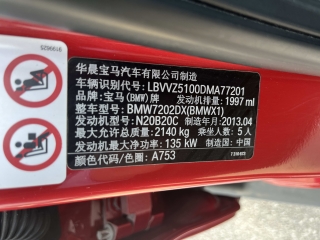 华晨宝马汽车有限公司制造
车辆识别代号: LBVVZ5100DMA77201
品牌: 宝马(BMW)牌 发动机排量: 1997 ml
整车型号: BMW7202DX(BMWX1)
发动机型号: N20B20C 制造年月: 2013.04
最大允许总质量: 2140 kg 乘坐人数: 5 人
发动机最大净功率: 135 kW 制造国: 中国
颜色代码/色圈: A753